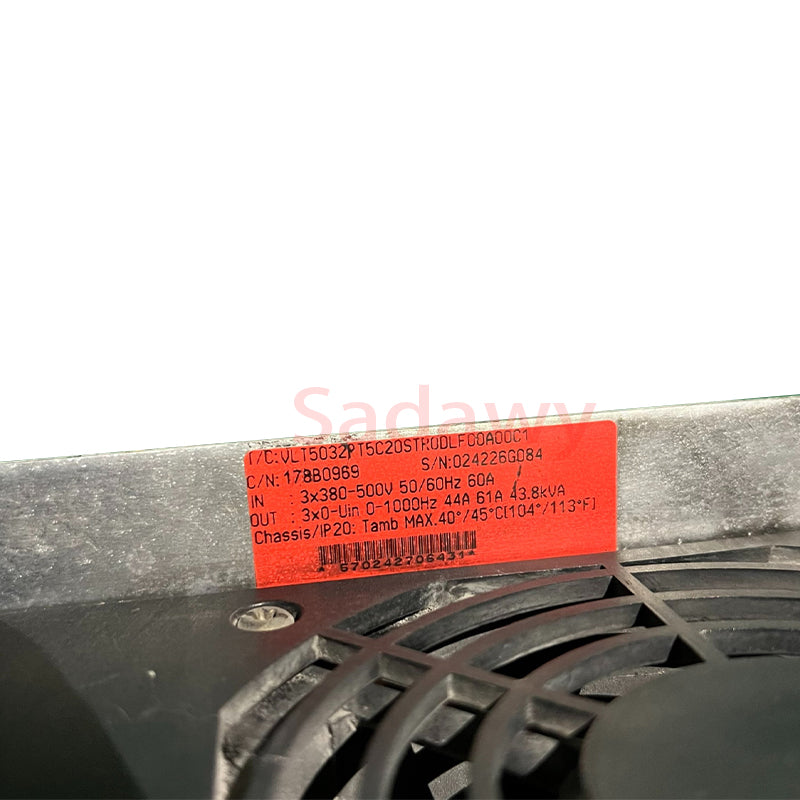 Sadawy
T/C:VLT5032PT5C20STR0DLF00A00C1
C/N: 178B0969 S/N:024226G084
IN : 3x380-500V 50/60Hz 60A
OUT : 3x0-Uin 0-1000Hz 44A 61A 43.8kVA
Chassis/IP20: Tamb MAX.40°/45°C[104°/113°F]
*670242706431*